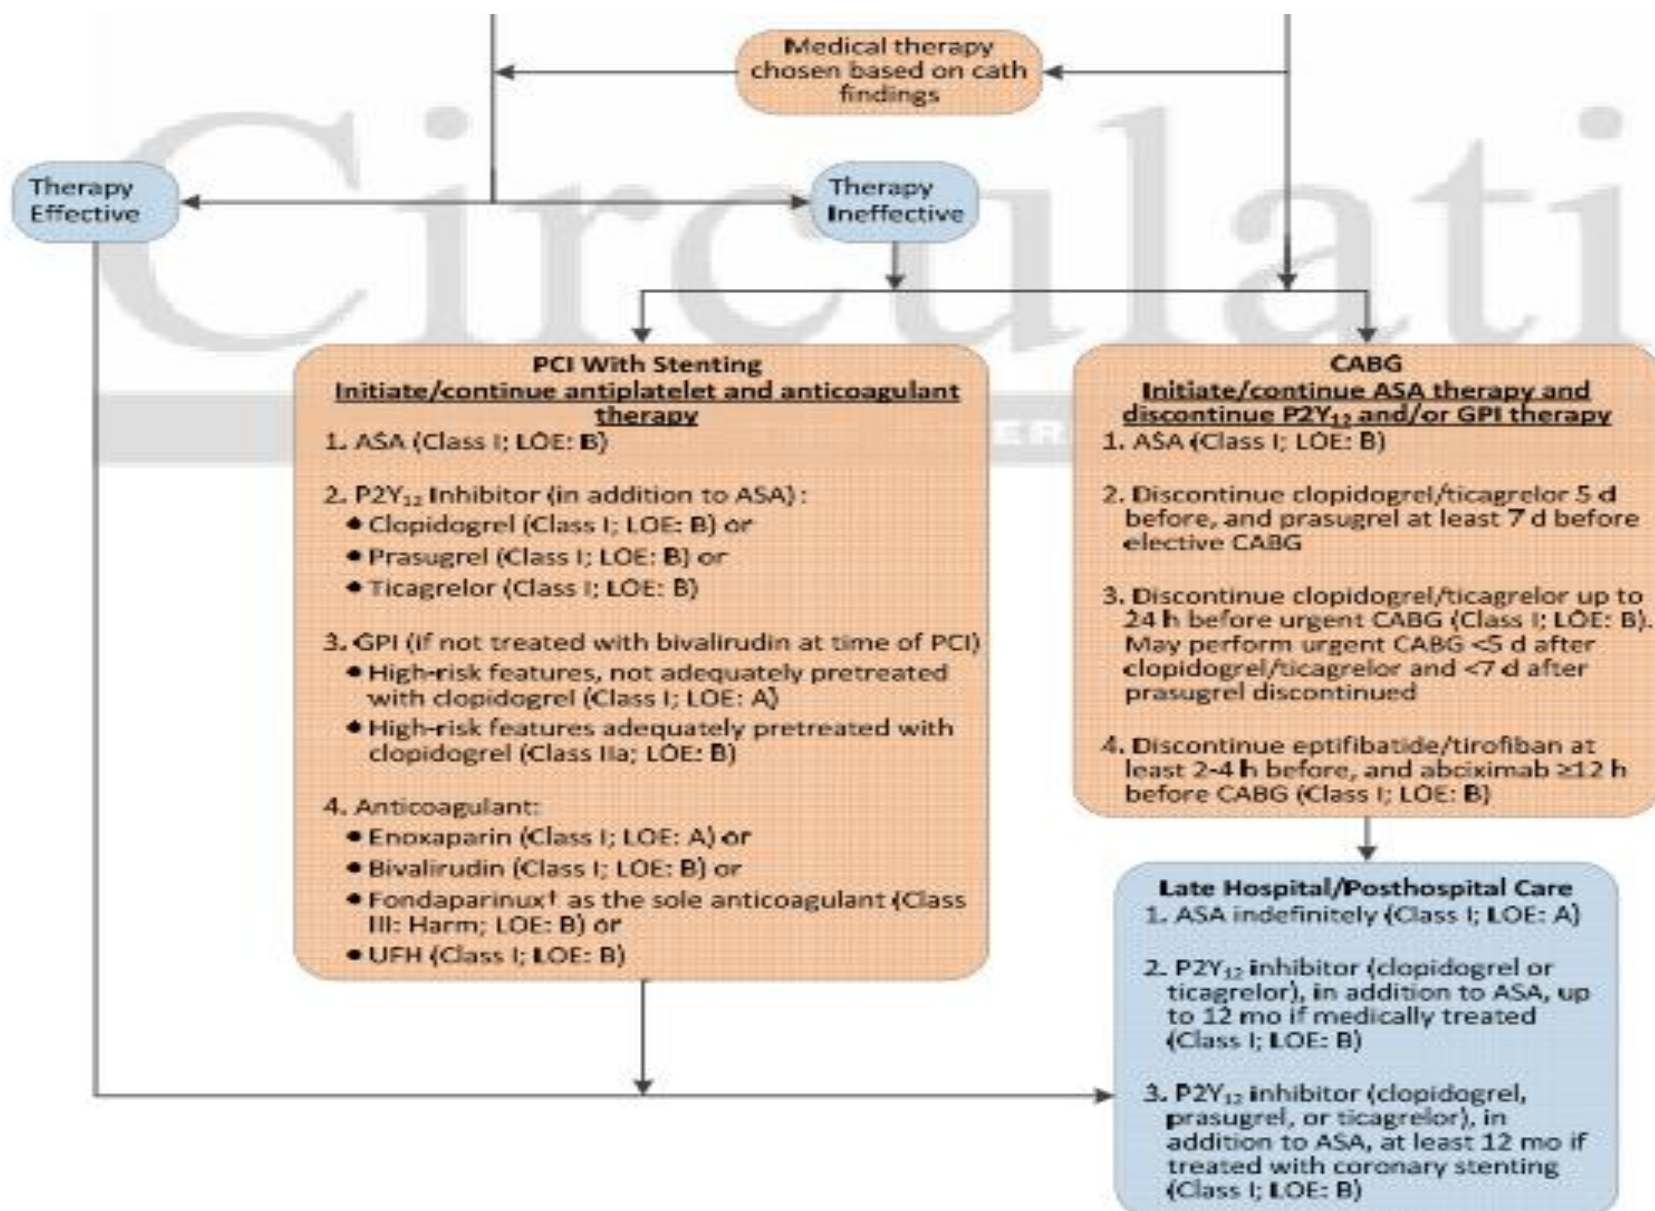 Medical therapy
chosen based on cath
findings
Circulati
Therapy
Effective
Therapy
Ineffective
PCI With Stenting
Initiate/continue antiplatelet and anticoagulant
therapy
1. ASA (Class I; LOE: B)
2. P2Y₁₂ Inhibitor (in addition to ASA) :
• Clopidogrel (Class I; LOE: B) or
• Prasugrel (Class I; LOE: B) or
• Ticagrelor (Class I; LOE: B)
3. GPI (if not treated with bivalirudin at time of PCI)
• High-risk features, not adequately pretreated
with clopidogrel (Class I; LOE: A)
• High-risk features adequately pretreated with
clopidogrel (Class IIa; LOE: B)
4. Anticoagulant:
• Enoxaparin (Class I; LOE: A) or
• Bivalirudin (Class I; LOE: B) or
• Fondaparinux† as the sole anticoagulant (Class
III: Harm; LOE: B) or
• UFH (Class I; LOE: B)
ER
CABG
Initiate/continue ASA therapy and
discontinue P2Y₁₂ and/or GPI therapy
1. ASA (Class I; LOE: B)
2. Discontinue clopidogrel/ticagrelor 5 d
before, and prasugrel at least 7 d before
elective CABG
3. Discontinue clopidogrel/ticagrelor up to
24 h before urgent CABG (Class I; LOE: B).
May perform urgent CABG <5 d after
clopidogrel/ticagrelor and <7 d after
prasugrel discontinued
4. Discontinue eptifibatide/tirofiban at
least 2-4 h before, and abciximab ≥12 h
before CABG (Class I; LOE: B)
Late Hospital/Posthospital Care
1. ASA indefinitely (Class I; LOE: A)
2. P2Y₁₂ inhibitor (clopidogrel or
ticagrelor), in addition to ASA, up
to 12 mo if medically treated
(Class I; LOE: B)
3. P2Y₁₂ inhibitor (clopidogrel,
prasugrel, or ticagrelor), in
addition to ASA, at least 12 mo if
treated with coronary stenting
(Class I; LOE: B)